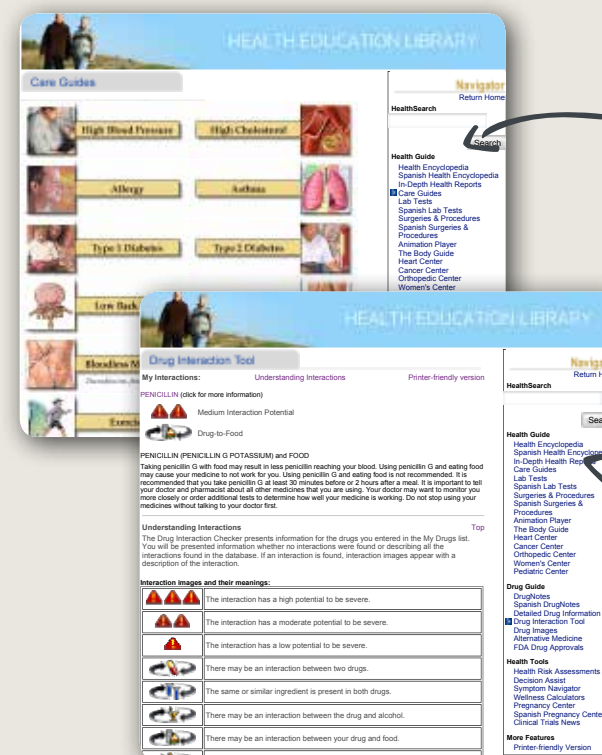 HEALTH EDUCATION LIBRARY
Care Guides
High Blood Pressure
High Cholesterol
Allergy
Asthma
Type 1 Diabetes
Type 2 Diabetes
Low Back
Bloodless M
Exercis
Navigator
Return Home
HealthSearch
Search
Health Guide
Health Encyclopedia
Spanish Health Encyclopedia
In-Depth Health Reports
Care Guides
Lab Tests
Spanish Lab Tests
Surgeries & Procedures
Spanish Surgeries &
Procedures
Animation Player
The Body Guide
Heart Center
Cancer Center
Orthopedic Center
Women's Center
HEALTH EDUCATION LIBRARY
Drug Interaction Tool
My Interactions:
Understanding Interactions
Printer-friendly version
PENICILLIN (click for more information)
Medium Interaction Potential
Drug-to-Food
PENICILLIN (PENICILLIN G POTASSIUM) and FOOD
Taking penicillin G with food may result in less penicillin reaching your blood. Using penicillin G and eating food
may cause your medicine to not work for you. Using penicillin G and eating food is not recommended. It is
recommended that you take penicillin G at least 30 minutes before or 2 hours after a meal. It is important to tell
your doctor and pharmacist about all other medicines that you are using. Your doctor may want to monitor you
more closely or order additional tests to determine how well your medicine is working. Do not stop using your
medicines without talking to your doctor first.
Understanding Interactions
Top
The Drug Interaction Checker presents information for the drugs you entered in the My Drugs list.
You will be presented information whether no interactions were found or describing all the
interactions found in the database. If an interaction is found, interaction images appear with a
description of the interaction.
Interaction images and their meanings:
The interaction has a high potential to be severe.
The interaction has a moderate potential to be severe.
The interaction has a low potential to be severe.
There may be an interaction between two drugs.
The same or similar ingredient is present in both drugs.
There may be an interaction between the drug and alcohol.
There may be an interaction between your drug and food.
Naviga
Return H
HealthSearch
Sea
Health Guide
Health Encyclopedia
Spanish Health Encyclope
In-Depth Health Rep
Care Guides
Lab Tests
Spanish Lab Tests
Surgeries & Procedures
Spanish Surgeries &
Procedures
Animation Player
The Body Guide
Heart Center
Cancer Center
Orthopedic Center
Women's Center
Pediatric Center
Drug Guide
DrugNotes
Spanish DrugNotes
Detailed Drug Information
Drug Interaction Tool
Drug Images
Alternative Medicine
FDA Drug Approvals
Health Tools
Health Risk Assessments
Decision Assist
Symptom Navigator
Wellness Calculators
Pregnancy Center
Spanish Pregnancy Cente
Clinical Trials News
More Features
Printer-friendly Version